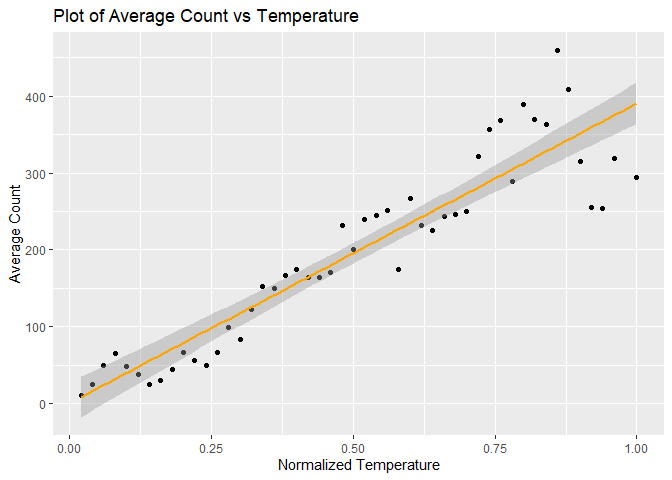 Plot of Average Count vs Temperature
Average Count
400
300
200
100
0
0.00 0.25 0.50 0.75 1.00
Normalized Temperature